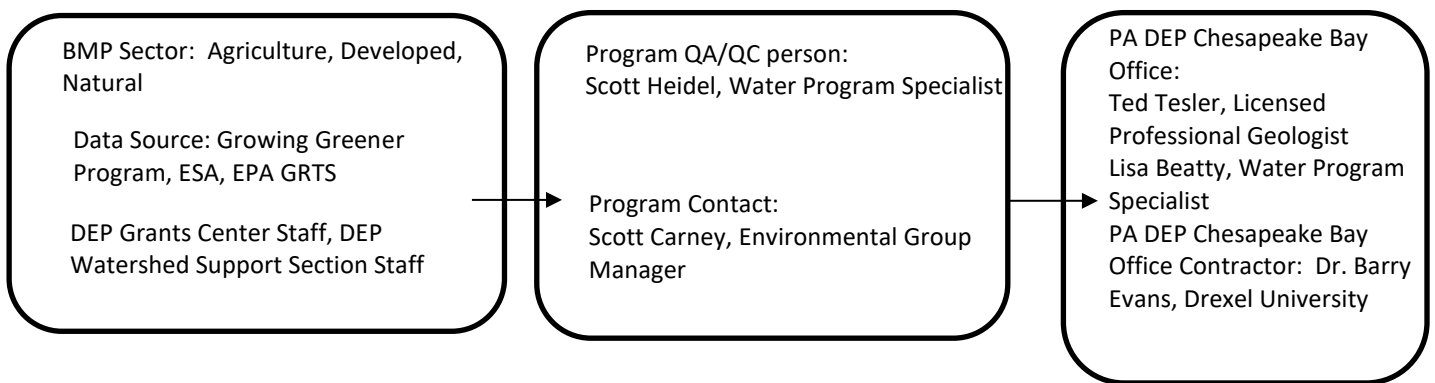 BMP Sector: Agriculture, Developed,
Natural
Data Source: Growing Greener
Program, ESA, EPA GRTS
DEP Grants Center Staff, DEP
Watershed Support Section Staff
Program QA/QC person:
Scott Heidel, Water Program Specialist
Program Contact:
Scott Carney, Environmental Group
Manager
PA DEP Chesapeake Bay
Office:
Ted Tesler, Licensed
Professional Geologist
Lisa Beatty, Water Program
Specialist
PA DEP Chesapeake Bay
Office Contractor: Dr. Barry
Evans, Drexel University